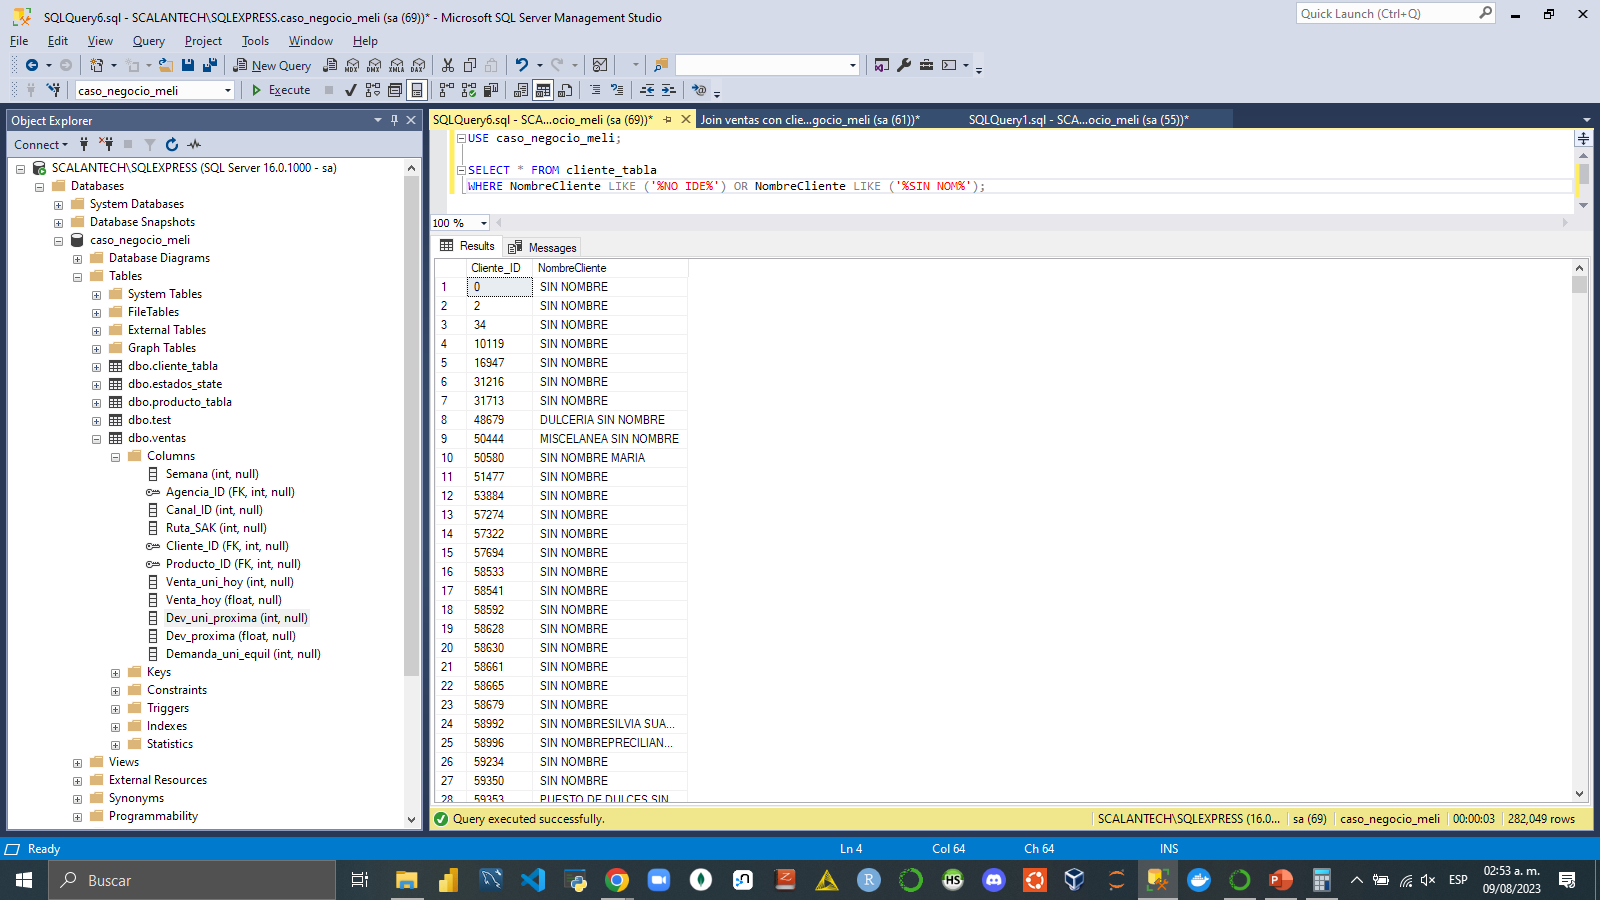 SQLQuery6.sql - SCALANTECH\SQLEXPRESS.caso_negocio_meli (sa (69))* - Microsoft SQL Server Management Studio
Quick Launch (Ctrl+Q)
File Edit View Query Project Tools Window Help
New Query
MDX DMX XMLA DAX
caso_negocio_meli
Execute
Object Explorer
Connect
SCALANTECH\SQLEXPRESS (SQL Server 16.0.1000 - sa)
Databases
System Databases
Database Snapshots
caso_negocio_meli
Database Diagrams
Tables
System Tables
FileTables
External Tables
Graph Tables
dbo.cliente_tabla
dbo.estados_state
dbo.producto_tabla
dbo.test
dbo.ventas
Columns
Semana (int, null)
Agencia_ID (FK, int, null)
Canal_ID (int, null)
Ruta_SAK (int, null)
Cliente_ID (FK, int, null)
Producto_ID (FK, int, null)
Venta_uni_hoy (int, null)
Venta_hoy (float, null)
Dev_uni_proxima (int, null)
Dev_proxima (float, null)
Demanda_uni_equil (int, null)
Keys
Constraints
Triggers
Indexes
Statistics
Views
External Resources
Synonyms
Programmability
SQLQuery6.sql - SCA...ocio_meli (sa (69))* Join ventas con clie...gocio_meli (sa (61))* SQLQuery1.sql - SCA...ocio_meli (sa (55))*
USE caso_negocio_meli;
SELECT * FROM cliente_tabla
WHERE NombreCliente LIKE ('%NO IDE%') OR NombreCliente LIKE ('%SIN NOM%');
100 %
Results Messages
Cliente_ID NombreCliente
1 0 SIN NOMBRE
2 2 SIN NOMBRE
3 34 SIN NOMBRE
4 10119 SIN NOMBRE
5 16947 SIN NOMBRE
6 31216 SIN NOMBRE
7 31713 SIN NOMBRE
8 48679 DULCERIA SIN NOMBRE
9 50444 MISCELANEA SIN NOMBRE
10 50580 SIN NOMBRE MARIA
11 51477 SIN NOMBRE
12 53884 SIN NOMBRE
13 57274 SIN NOMBRE
14 57322 SIN NOMBRE
15 57694 SIN NOMBRE
16 58533 SIN NOMBRE
17 58541 SIN NOMBRE
18 58592 SIN NOMBRE
19 58628 SIN NOMBRE
20 58630 SIN NOMBRE
21 58661 SIN NOMBRE
22 58665 SIN NOMBRE
23 58679 SIN NOMBRE
24 58992 SIN NOMBRESILVIA SUA...
25 58996 SIN NOMBREPRECILIAN...
26 59234 SIN NOMBRE
27 59350 SIN NOMBRE
28 59353 PUESTO DE DULCES SIN
Query executed successfully. SCALANTECH\SQLEXPRESS (16.0... sa (69) caso_negocio_meli 00:00:03 282,049 rows
Ready Ln 4 Col 64 Ch 64 INS
Buscar
R
HS
ESP
02:53 a. m.
09/08/2023